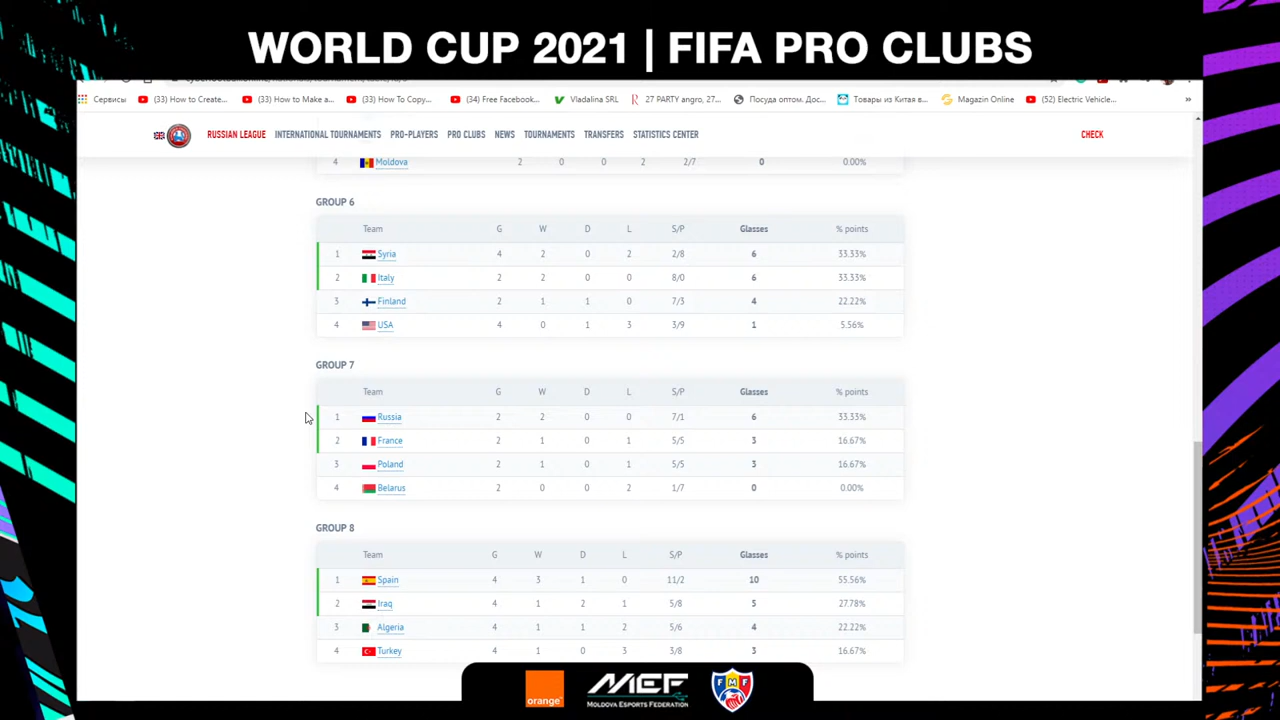 WORLD CUP 2021 | FIFA PRO CLUBS
Сервисы (33) How to Create... (33) How to Make a... (33) How To Copy... (34) Free Facebook... Vladalina SRL 27 PARTY angro, 27... Посуда оптом. Дос... Товары из Китая в... Magazin Online (52) Electric Vehicle... »
RUSSIAN LEAGUE INTERNATIONAL TOURNAMENTS PRO-PLAYERS PRO CLUBS NEWS TOURNAMENTS TRANSFERS STATISTICS CENTER CHECK
4 Moldova 2 0 0 2 2/7 0 0.00%
GROUP 6
Team G W D L S/P Glasses % points
1 Syria 4 2 0 2 2/8 6 33.33%
2 Italy 2 2 0 0 8/0 6 33.33%
3 Finland 2 1 1 0 7/3 4 22.22%
4 USA 4 0 1 3 3/9 1 5.56%
GROUP 7
Team G W D L S/P Glasses % points
1 Russia 2 2 0 0 7/1 6 33.33%
2 France 2 1 0 1 5/5 3 16.67%
3 Poland 2 1 0 1 5/5 3 16.67%
4 Belarus 2 0 0 2 1/7 0 0.00%
GROUP 8
Team G W D L S/P Glasses % points
1 Spain 4 3 1 0 11/2 10 55.56%
2 Iraq 4 1 2 1 5/8 5 27.78%
3 Algeria 4 1 1 2 5/6 4 22.22%
4 Turkey 4 1 0 3 3/8 3 16.67%
orange MEF FMF
MOLDOVA ESPORTS FEDERATION